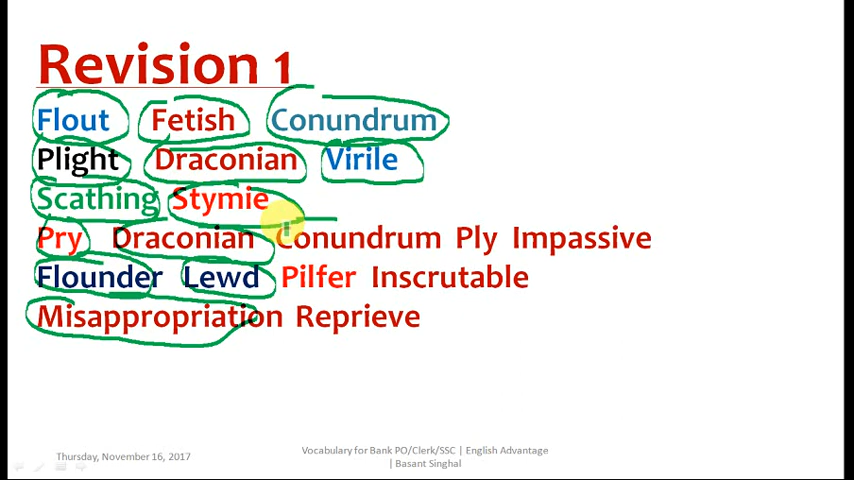 Revision 1
Flout Fetish Conundrum
Plight Draconian Virile
Scathing Stymie
Pry Draconian Conundrum Ply Impassive
Flounder Lewd Pilfer Inscrutable
Misappropriation Reprieve
Thursday, November 16, 2017
Vocabulary for Bank PO/Clerk/SSC | English Advantage
| Basant Singhal